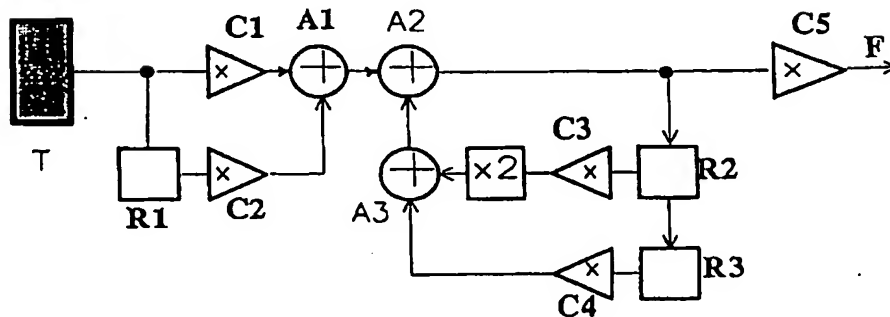 C1 A1 A2 C5
F
×
×
T
R1
×
C2
C3
×2
×
R2
A3
×
C4
R3